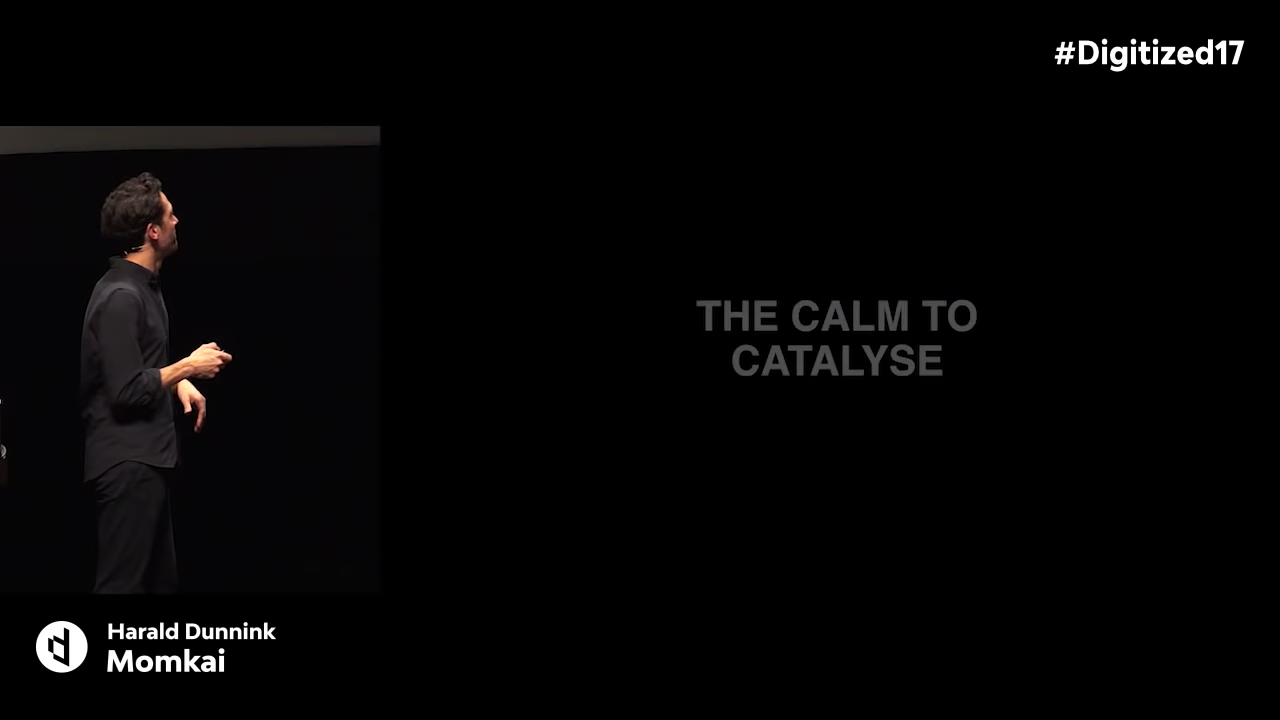 #Digitized17
THE CALM TO
CATALYSE
Harald Dunnink
Momkai